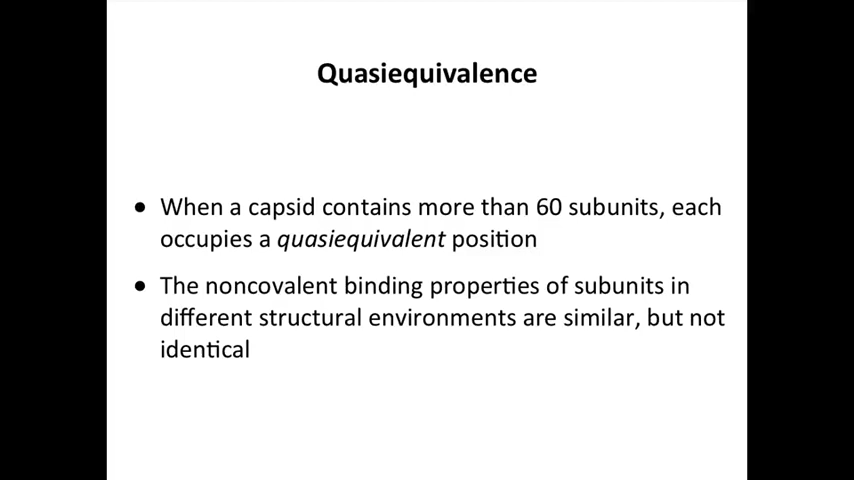 Quasiequivalence
● When a capsid contains more than 60 subunits, each
occupies a quasiequivalent position
● The noncovalent binding properties of subunits in
different structural environments are similar, but not
identical